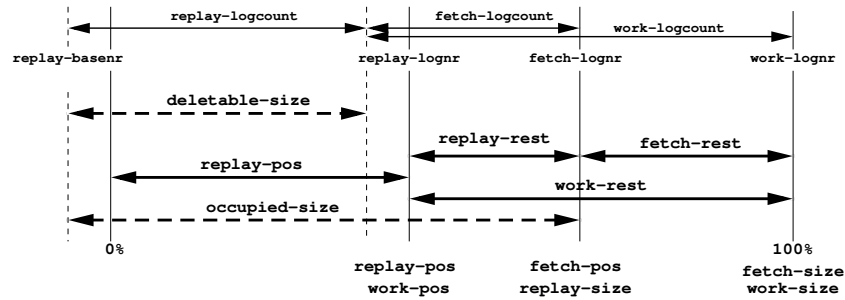 replay-logcount fetch-logcount
work-logcount
replay-basenr replay-lognr fetch-lognr work-lognr
deletable-size
replay-rest fetch-rest
replay-pos
work-rest
occupied-size
0% 100%
replay-pos fetch-pos fetch-size
work-pos replay-size work-size